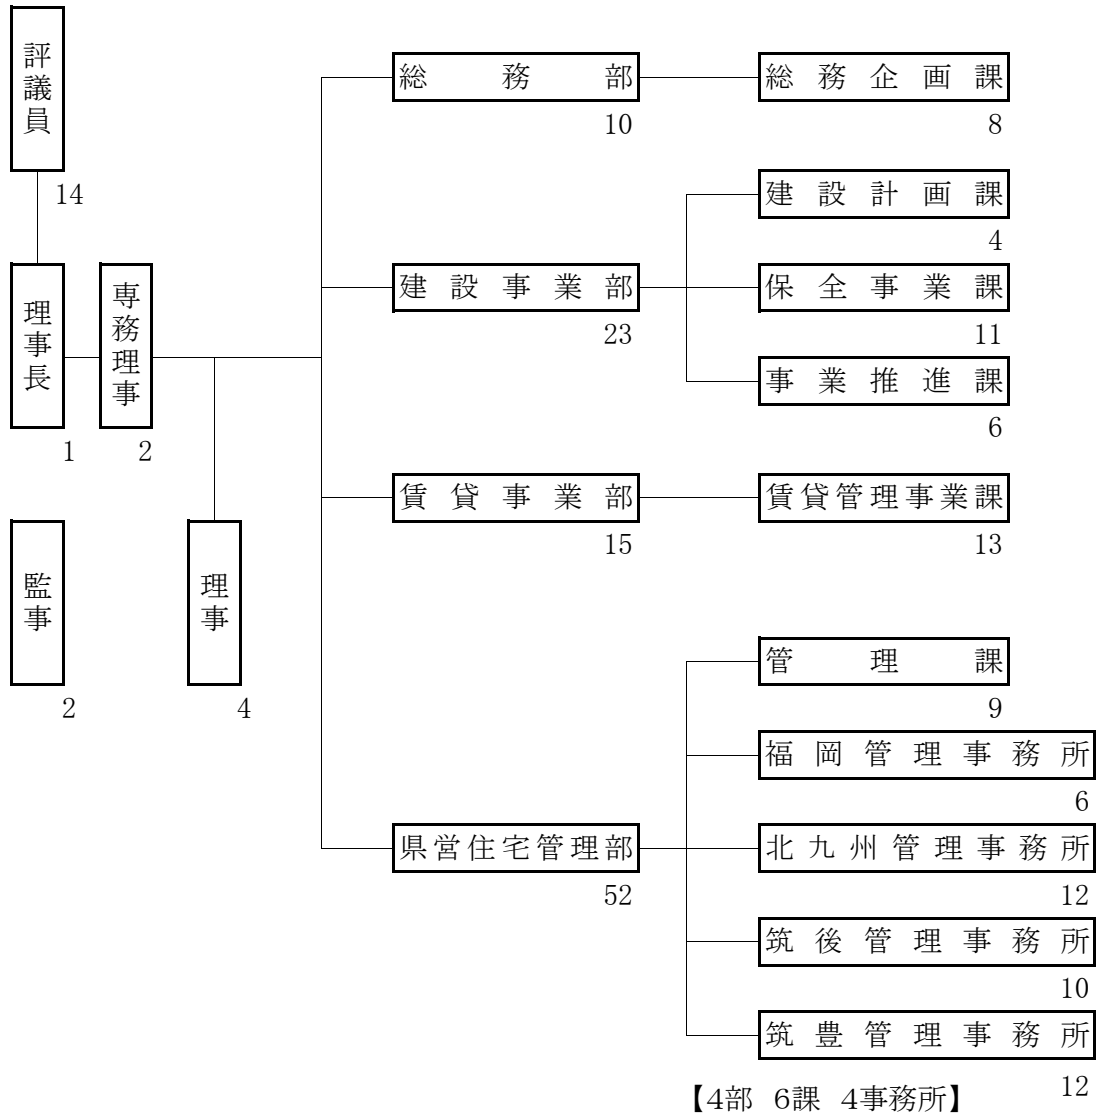 評議員
14
理事長
1
専務理事
2
監事
2
理事
4
総務部
10
総務企画課
8
建設事業部
23
建設計画課
4
保全事業課
11
事業推進課
6
賃貸事業部
15
賃貸管理事業課
13
県営住宅管理部
52
管理課
9
福岡管理事務所
6
北九州管理事務所
12
筑後管理事務所
10
筑豊管理事務所
12
【4部 6課 4事務所】